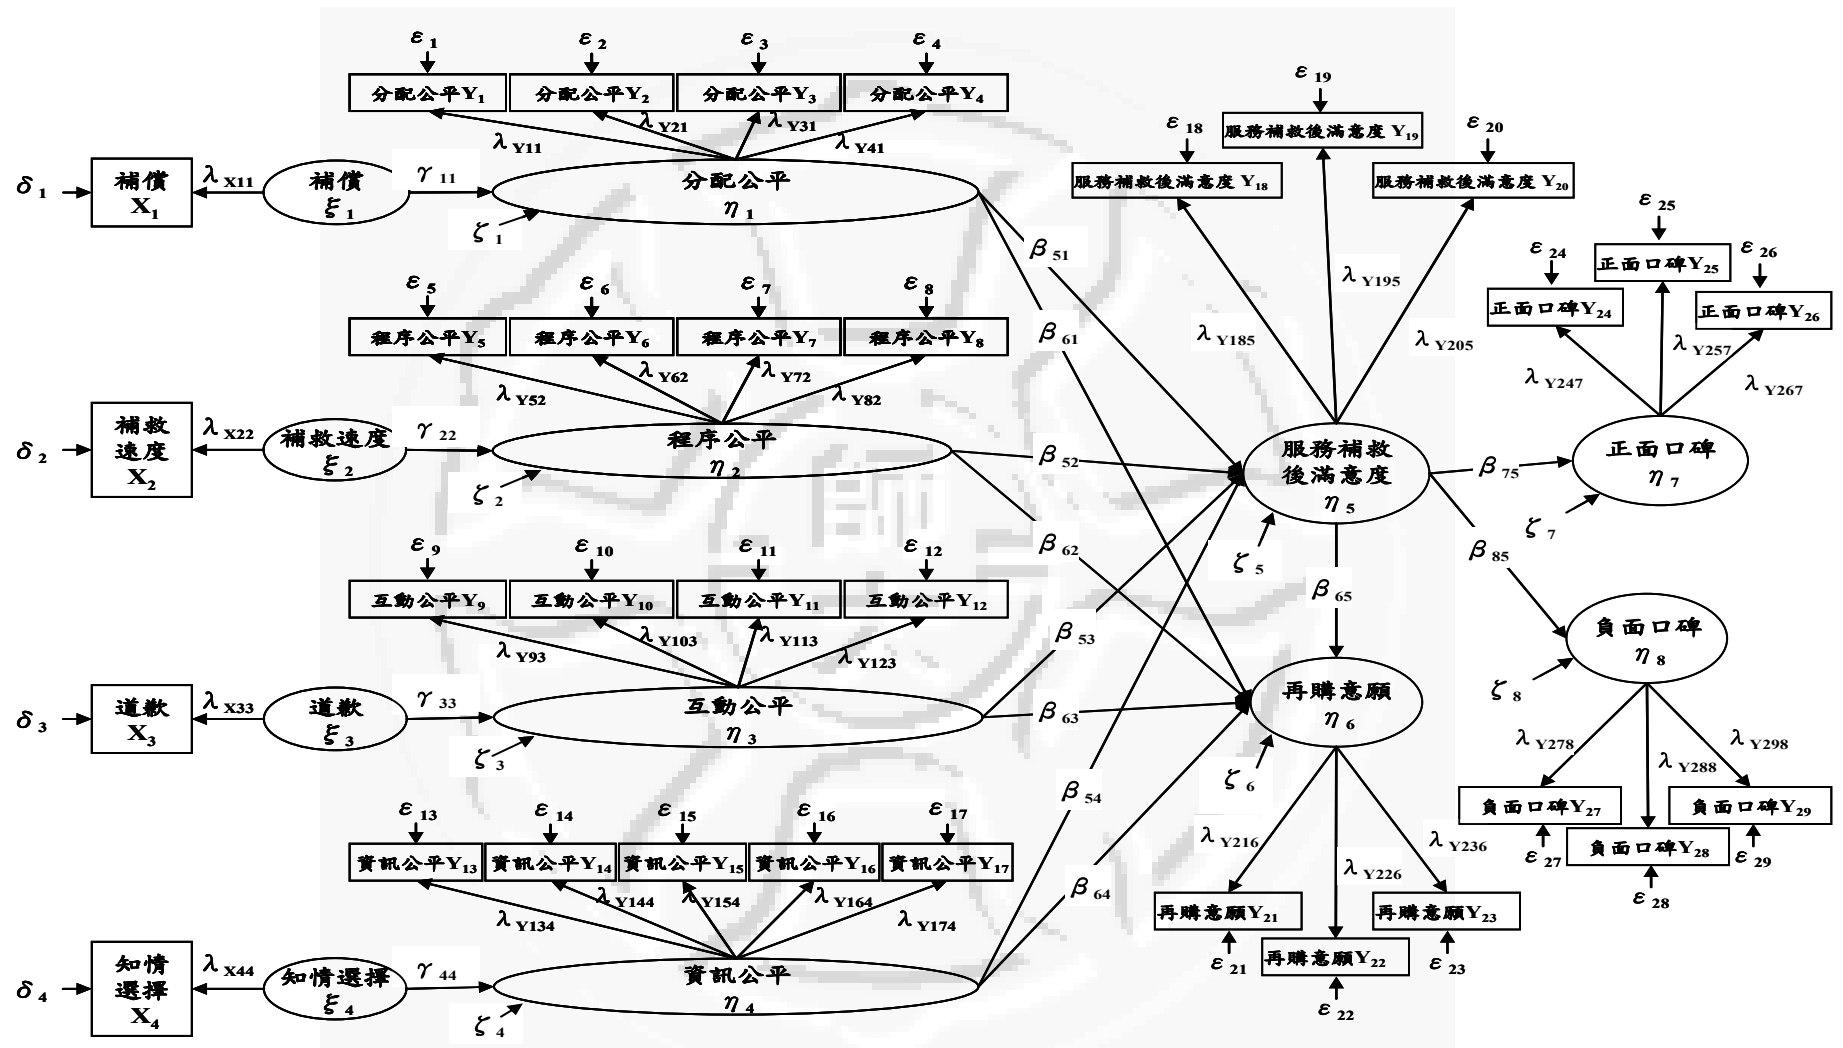 ε1 ε2 ε3 ε4
分配公平Y1 分配公平Y2 分配公平Y3 分配公平Y4
λY11 λY21 λY31 λY41
δ1 補償 X1 λX11 補償 ξ1 γ11 分配公平 η1
ζ1
ε5 ε6 ε7 ε8
程序公平Y5 程序公平Y6 程序公平Y7 程序公平Y8
λY52 λY62 λY72 λY82
δ2 補救速度 X2 λX22 補救速度 ξ2 γ22 程序公平 η2
ζ2
ε9 ε10 ε11 ε12
互動公平Y9 互動公平Y10 互動公平Y11 互動公平Y12
λY93 λY103 λY113 λY123
δ3 道歉 X3 λX33 道歉 ξ3 γ33 互動公平 η3
ζ3
ε13 ε14 ε15 ε16 ε17
資訊公平Y13 資訊公平Y14 資訊公平Y15 資訊公平Y16 資訊公平Y17
λY134 λY144 λY154 λY164 λY174
δ4 知情選擇 X4 λX44 知情選擇 ξ4 γ44 資訊公平 η4
ζ4
β51
β61
β52
β62
β53
β63
β54
β64
ε18 ε19 ε20
服務補救後滿意度 Y18 服務補救後滿意度 Y19 服務補救後滿意度 Y20
λY185 λY195 λY205
服務補救
後滿意度
η5
ζ5
β65
β75
β85
再購意願
η6
ζ6
λY216 λY226 λY236
再購意願Y21 再購意願Y22 再購意願Y23
ε21 ε22 ε23
ε24 ε25 ε26
正面口碑Y24 正面口碑Y25 正面口碑Y26
λY247 λY257 λY267
正面口碑
η7
ζ7
負面口碑
η8
ζ8
λY278 λY288 λY298
負面口碑Y27 負面口碑Y28 負面口碑Y29
ε27 ε28 ε29